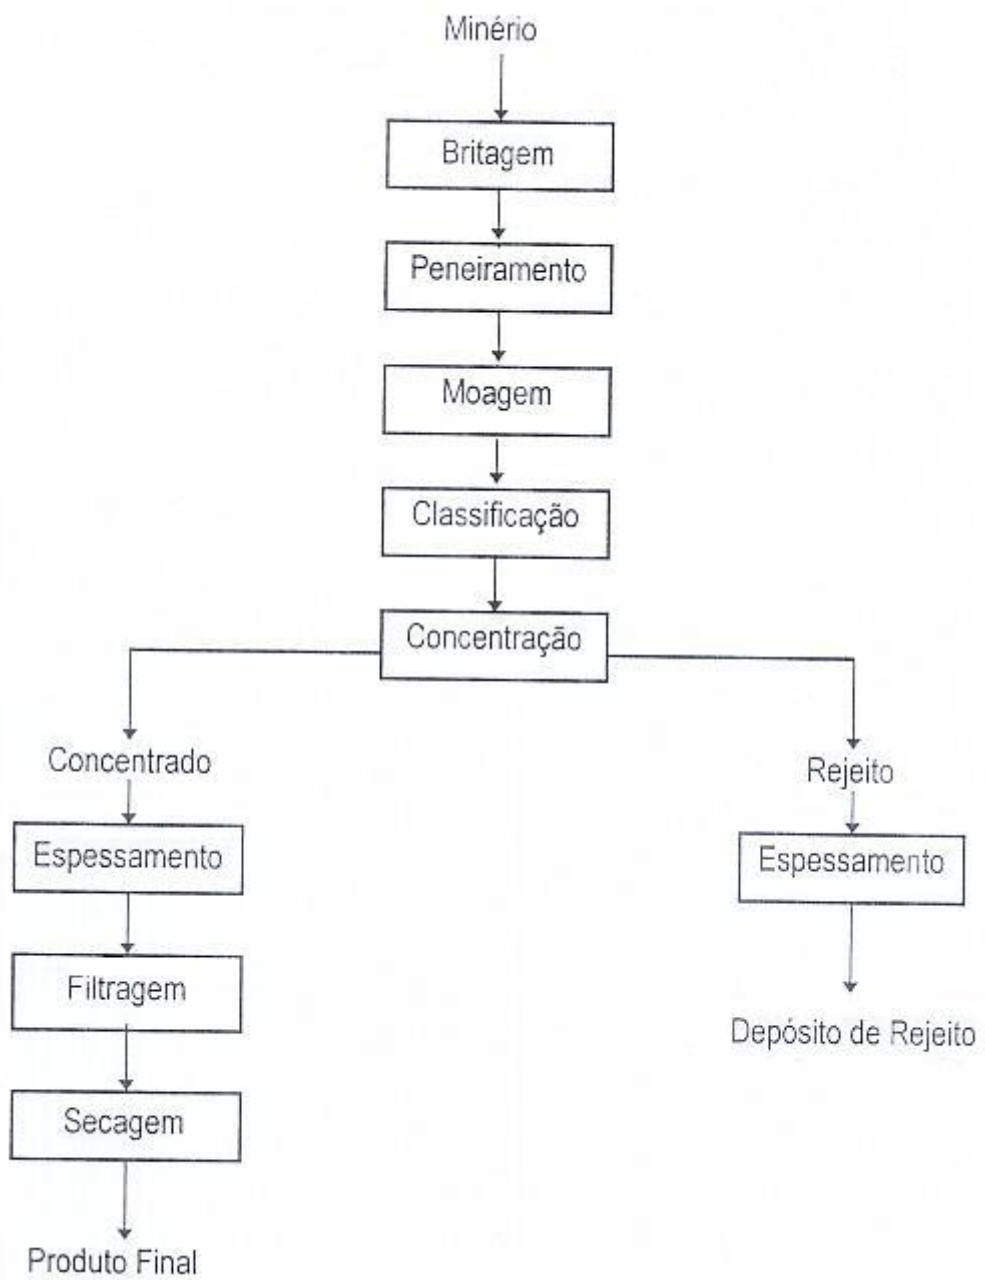 Minério
Britagem
Peneiramento
Moagem
Classificação
Concentração
Concentrado
Rejeito
Espessamento
Espessamento
Filtragem
Depósito de Rejeito
Secagem
Produto Final